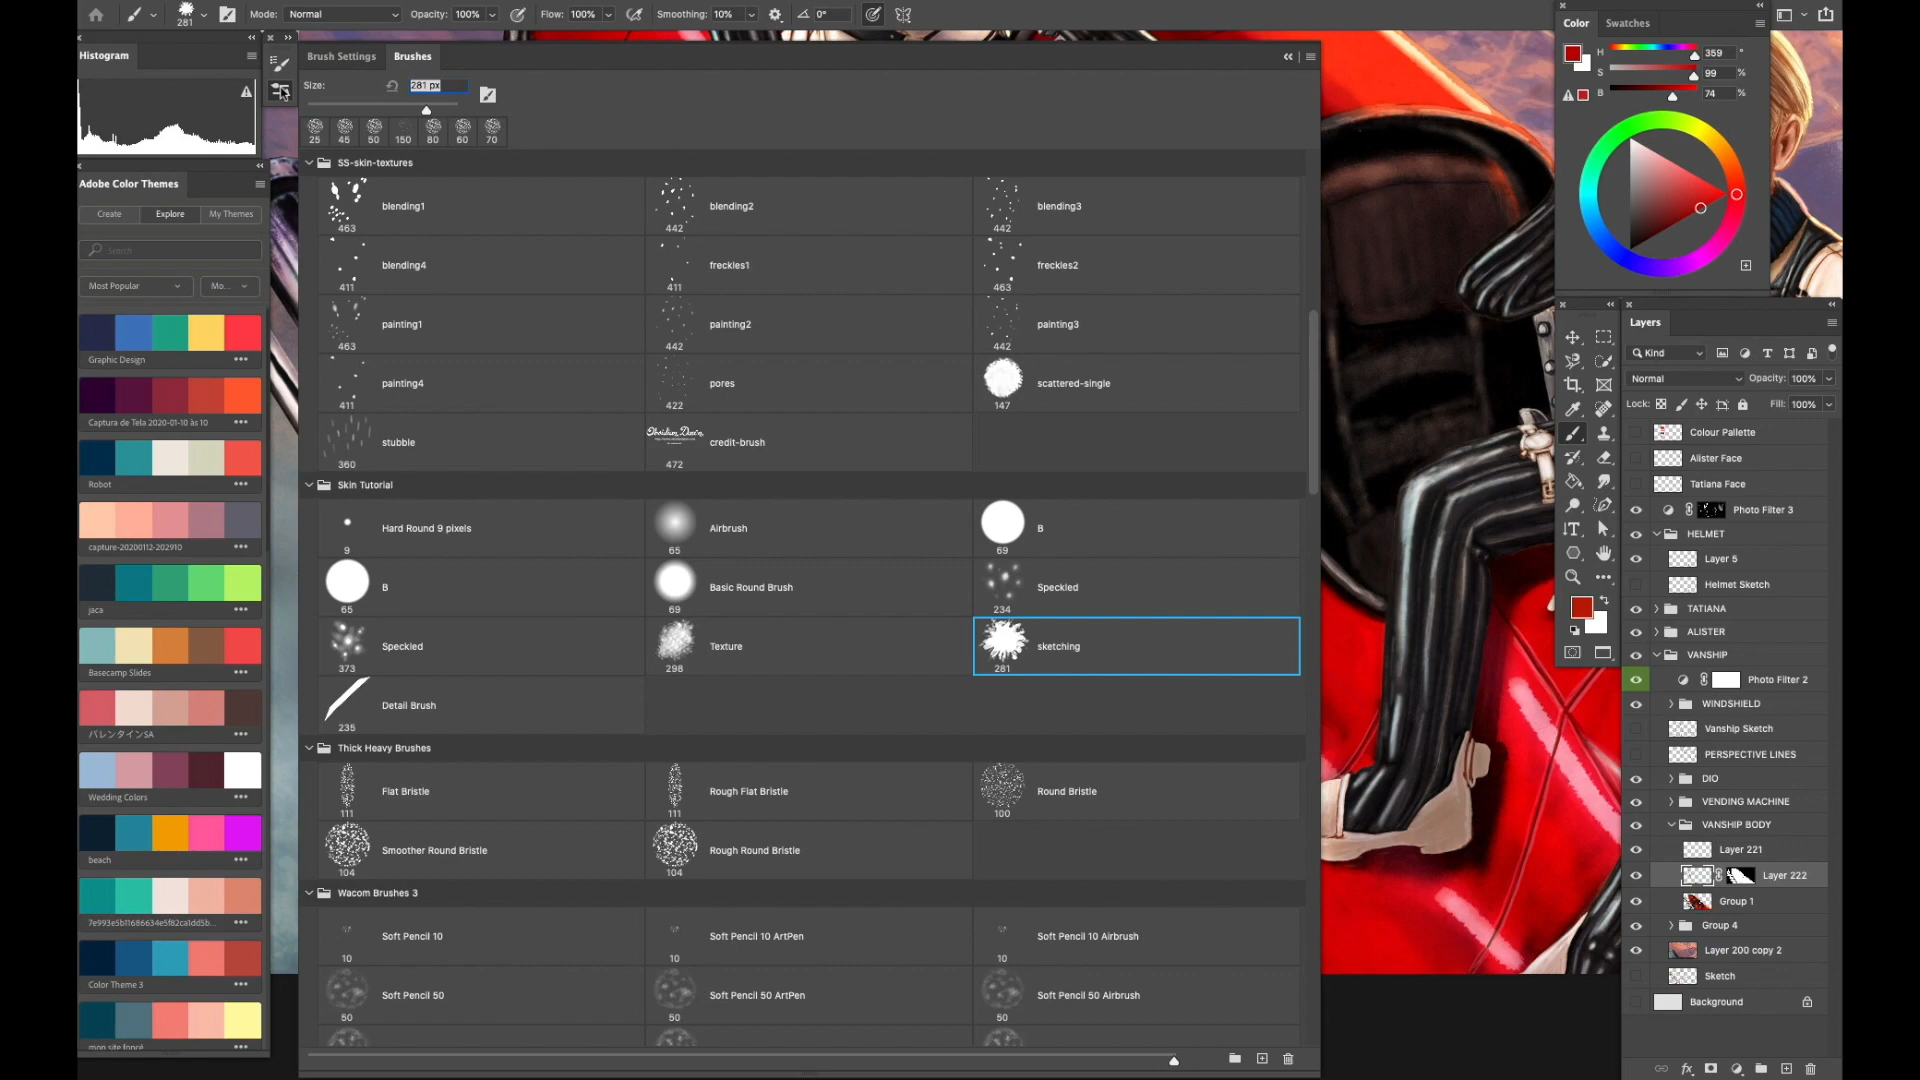 281
Mode: Normal Opacity: 100% Flow: 100% Smoothing: 10% 0°
Histogram
Adobe Color Themes
Create Explore My Themes
Search
Most Popular Mo...
Graphic Design
Captura de Tela 2020-01-10 às 10
Robot
capture-20200112-202910
jaca
Basecamp Slides
バレンタインSA
Wedding Colors
beach
7e993e5b11686634e5f82ca1dd5b...
Color Theme 3
mon site foncé
Brush Settings Brushes
Size: 281 px
25 45 50 150 80 60 70
SS-skin-textures
blending1 blending2 blending3
463 442 442
blending4 freckles1 freckles2
411 411 463
painting1 painting2 painting3
463 442 442
painting4 pores scattered-single
411 422 147
stubble Obsidian Dawn credit-brush
360 472
Skin Tutorial
Hard Round 9 pixels Airbrush B
9 65 69
B Basic Round Brush Speckled
65 69 234
Speckled Texture sketching
373 298 281
Detail Brush
235
Thick Heavy Brushes
Flat Bristle Rough Flat Bristle Round Bristle
111 111 100
Smoother Round Bristle Rough Round Bristle
104 104
Wacom Brushes 3
Soft Pencil 10 Soft Pencil 10 ArtPen Soft Pencil 10 Airbrush
10 10 10
Soft Pencil 50 Soft Pencil 50 ArtPen Soft Pencil 50 Airbrush
50 50 50
Color Swatches
H 359 °
S 99 %
B 74 %
Layers
Kind
Normal Opacity: 100%
Lock: Fill: 100%
Colour Pallette
Alister Face
Tatiana Face
Photo Filter 3
HELMET
Layer 5
Helmet Sketch
TATIANA
ALISTER
VANSHIP
Photo Filter 2
WINDSHIELD
Vanship Sketch
PERSPECTIVE LINES
DIO
VENDING MACHINE
VANSHIP BODY
Layer 221
Layer 222
Group 1
Group 4
Layer 200 copy 2
Sketch
Background
fx